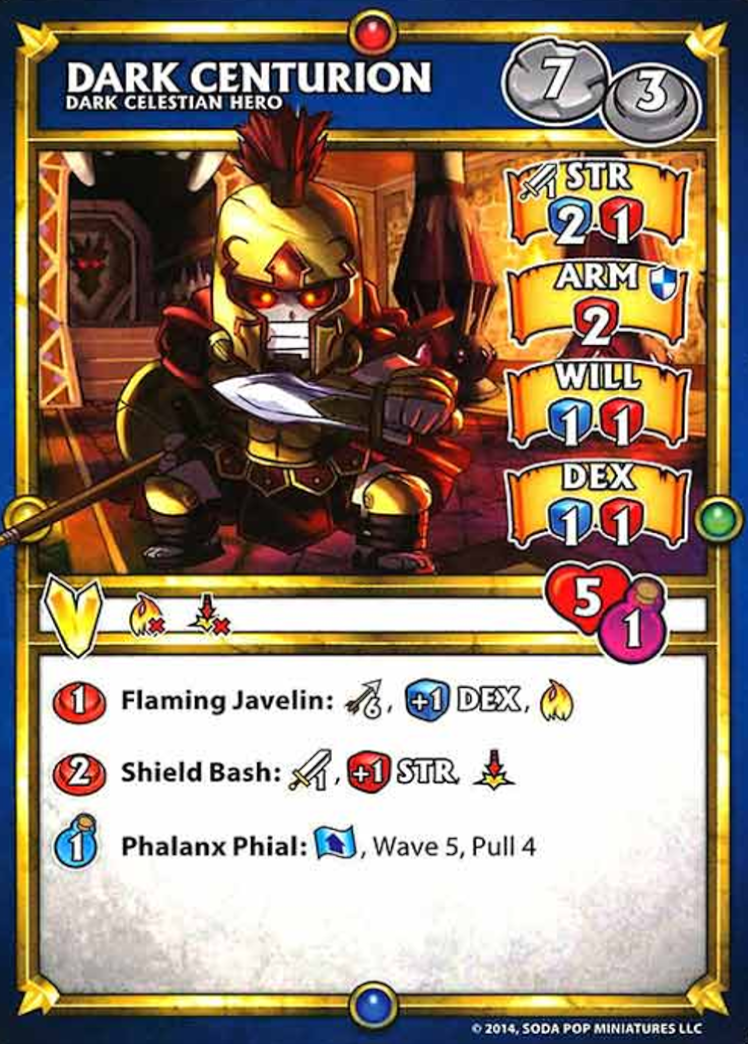 DARK CENTURION
DARK CELESTIAN HERO
7 3
STR
2 1
ARM
2
WILL
1 1
DEX
1 1
5 1
1 Flaming Javelin: 6, +1 DEX,
2 Shield Bash: 1, +1 STR,
1 Phalanx Phial: , Wave 5, Pull 4
© 2014, SODA POP MINIATURES LLC